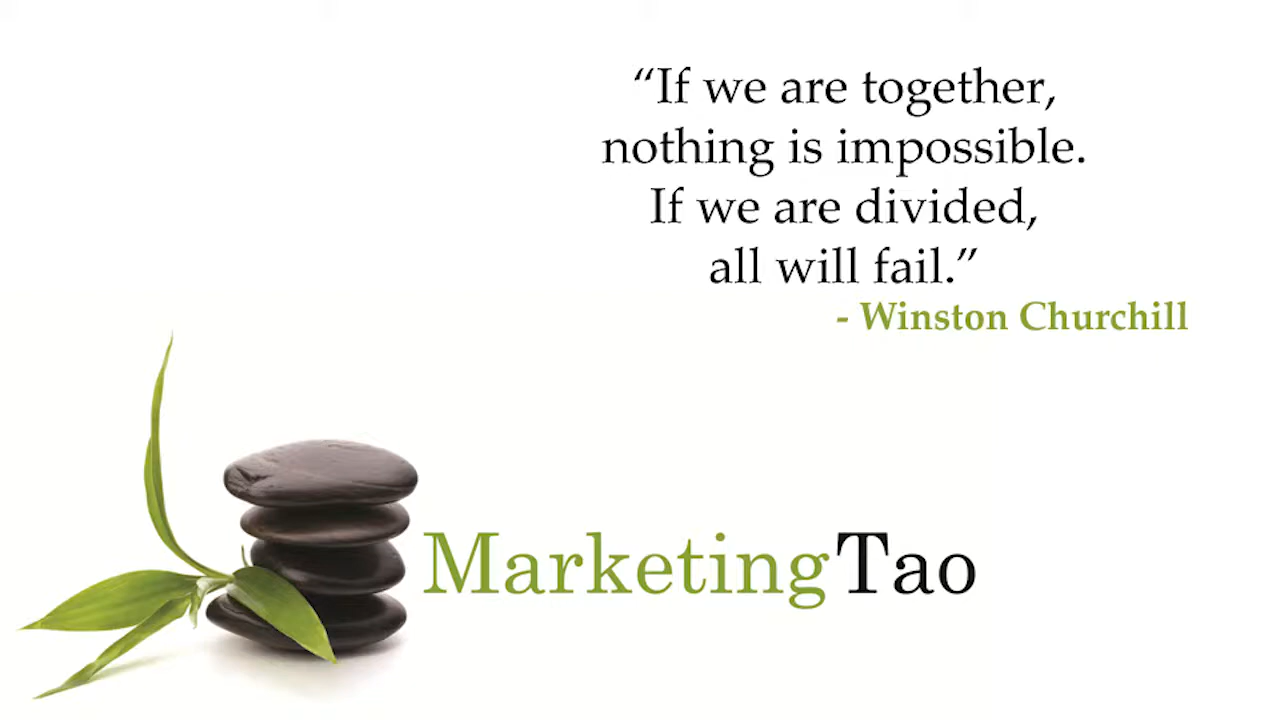 “If we are together,
nothing is impossible.
If we are divided,
all will fail.”
- Winston Churchill
MarketingTao